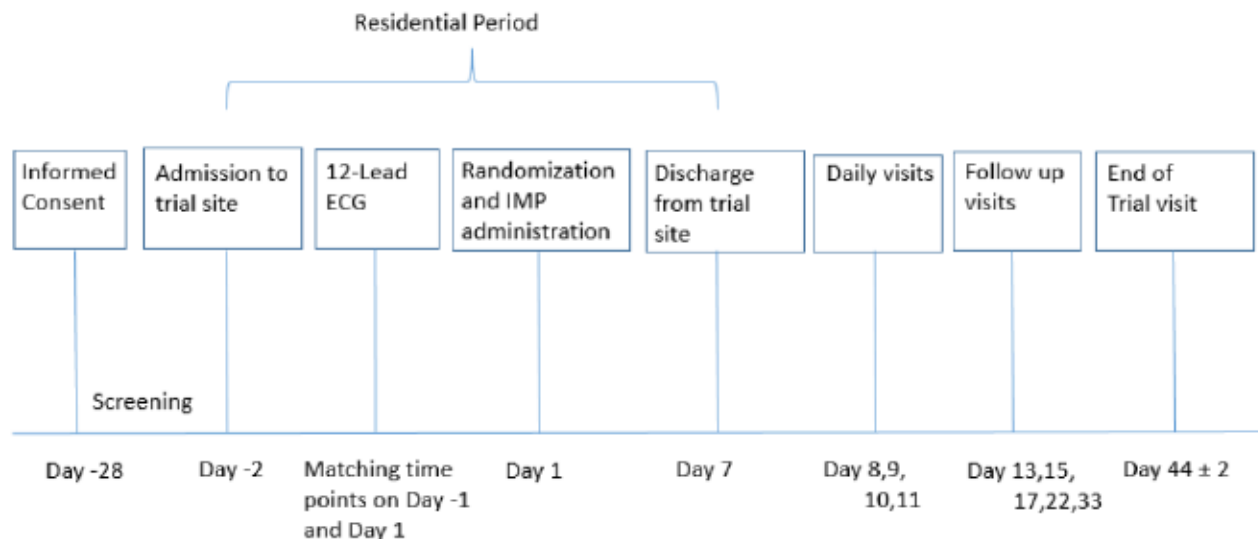 Residential Period
Informed
Consent
Admission to
trial site
12-Lead
ECG
Randomization
and IMP
administration
Discharge
from trial
site
Daily visits
Follow up
visits
End of
Trial visit
Screening
Day -28
Day -2
Matching time
points on Day -1
and Day 1
Day 1
Day 7
Day 8,9,
10,11
Day 13,15,
17,22,33
Day 44 ± 2